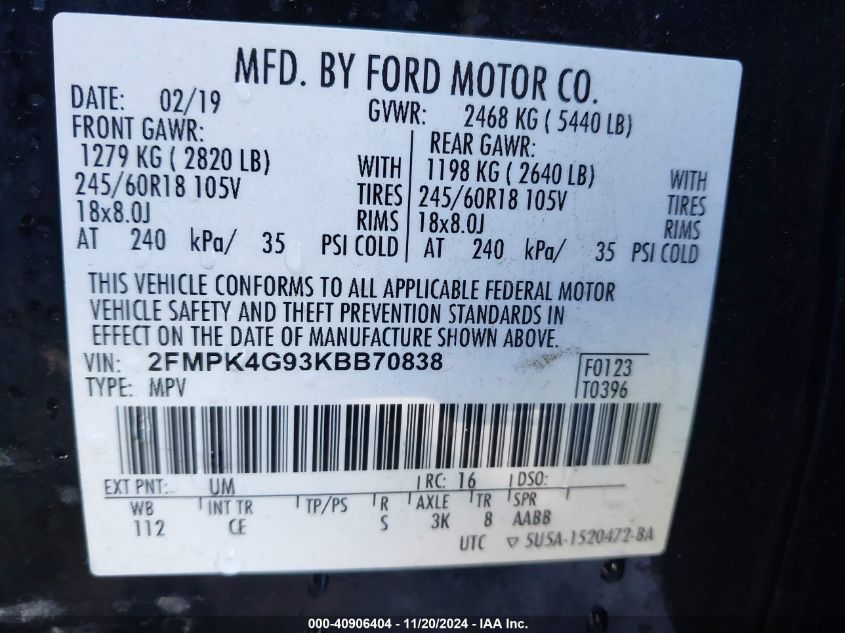 MFD. BY FORD MOTOR CO.
DATE: 02/19 GVWR: 2468 KG ( 5440 LB)
FRONT GAWR: REAR GAWR:
1279 KG ( 2820 LB) WITH 1198 KG ( 2640 LB) WITH
245/60R18 105V TIRES 245/60R18 105V TIRES
18x8.0J RIMS 18x8.0J RIMS
AT 240 kPa/ 35 PSI COLD AT 240 kPa/ 35 PSI COLD
THIS VEHICLE CONFORMS TO ALL APPLICABLE FEDERAL MOTOR
VEHICLE SAFETY AND THEFT PREVENTION STANDARDS IN
EFFECT ON THE DATE OF MANUFACTURE SHOWN ABOVE.
VIN: 2FMPK4G93KBB70838 F0123
TYPE: MPV T0396
EXT PNT: UM RC: 16 DSO:
WB INT TR TP/PS R AXLE TR SPR
112 CE S 3K 8 AABB
UTC ▽ 5U5A-1520472-BA
000-40906404 - 11/20/2024 - IAA Inc.